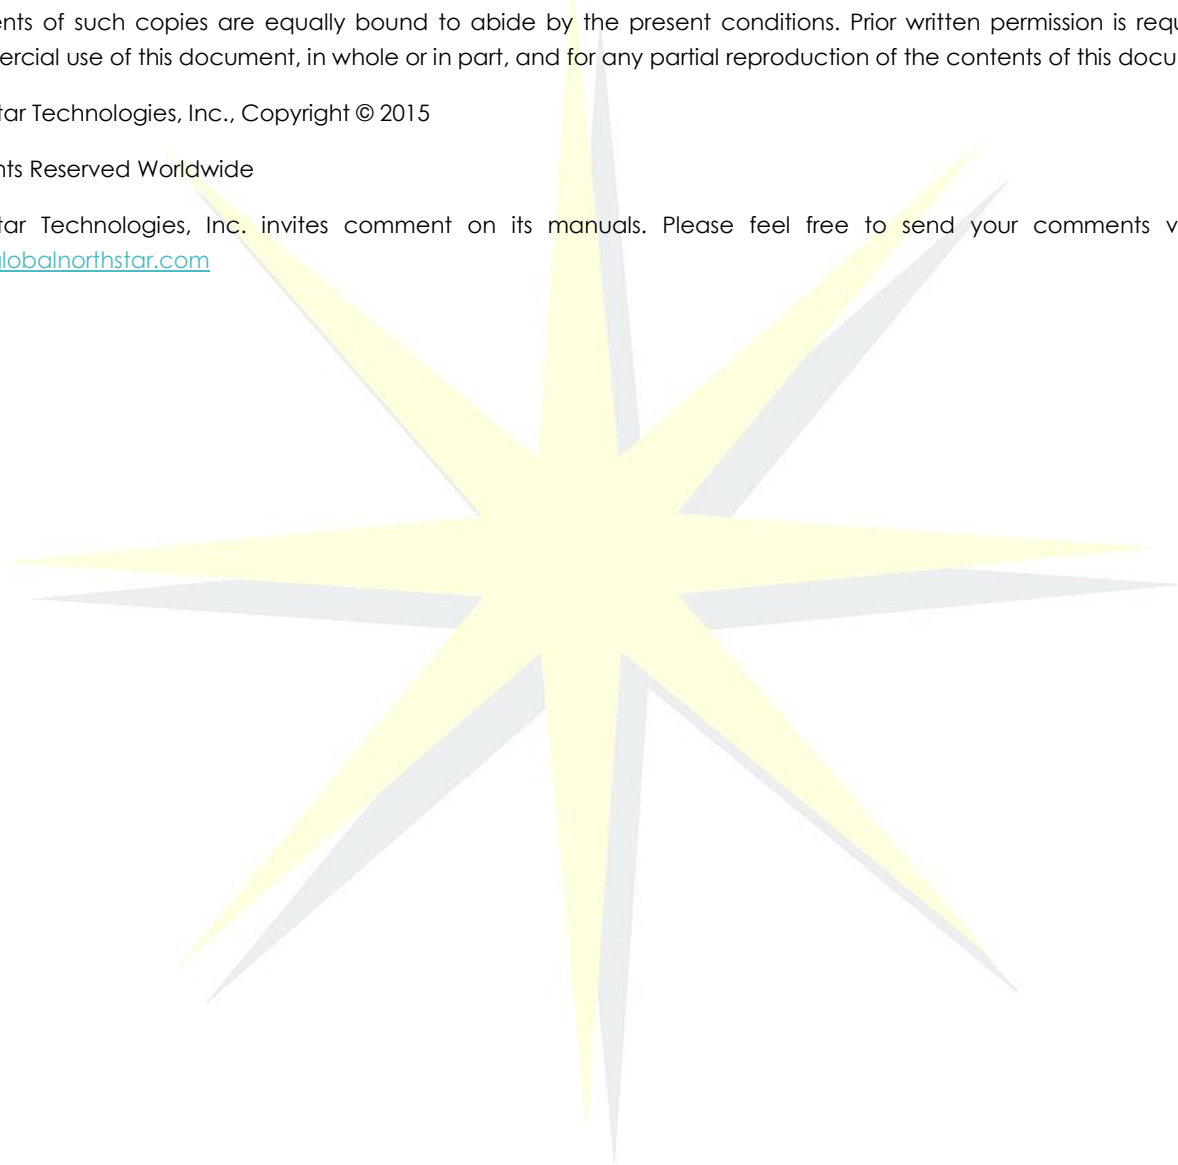 ents of such copies are equally bound to abide by the present conditions. Prior written permission is requ
ercial use of this document, in whole or in part, and for any partial reproduction of the contents of this docu
tar Technologies, Inc., Copyright © 2015
nts Reserved Worldwide
tar Technologies, Inc. invites comment on its manuals. Please feel free to send your comments v
globalnorthstar.com